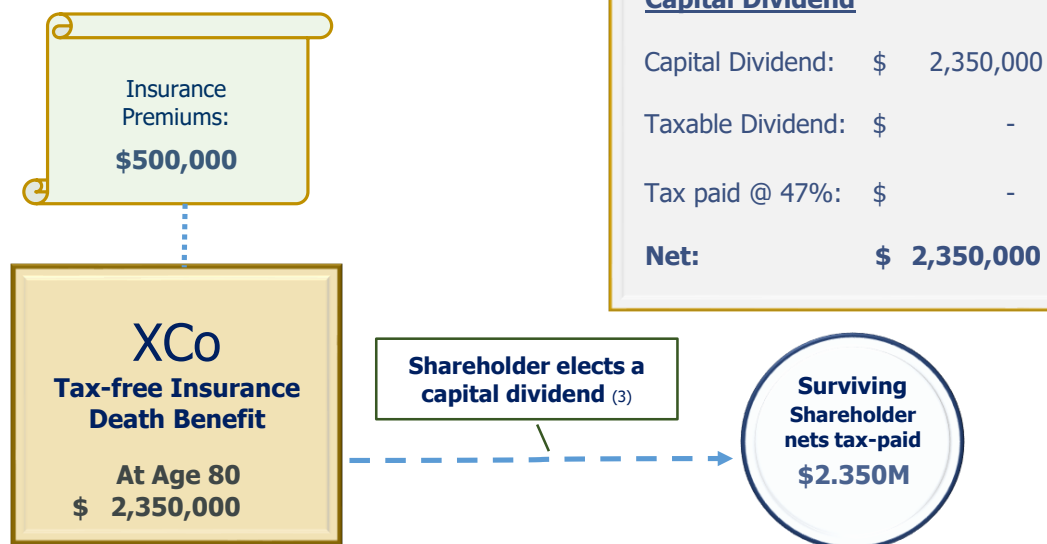 Capital Dividend
Insurance
Premiums:
$500,000
Capital Dividend: $ 2,350,000
Taxable Dividend: $ -
Tax paid @ 47%: $ -
Net: $ 2,350,000
XCo
Tax-free Insurance
Death Benefit
At Age 80
$ 2,350,000
Shareholder elects a
capital dividend (3)
Surviving
Shareholder
nets tax-paid
$2.350M